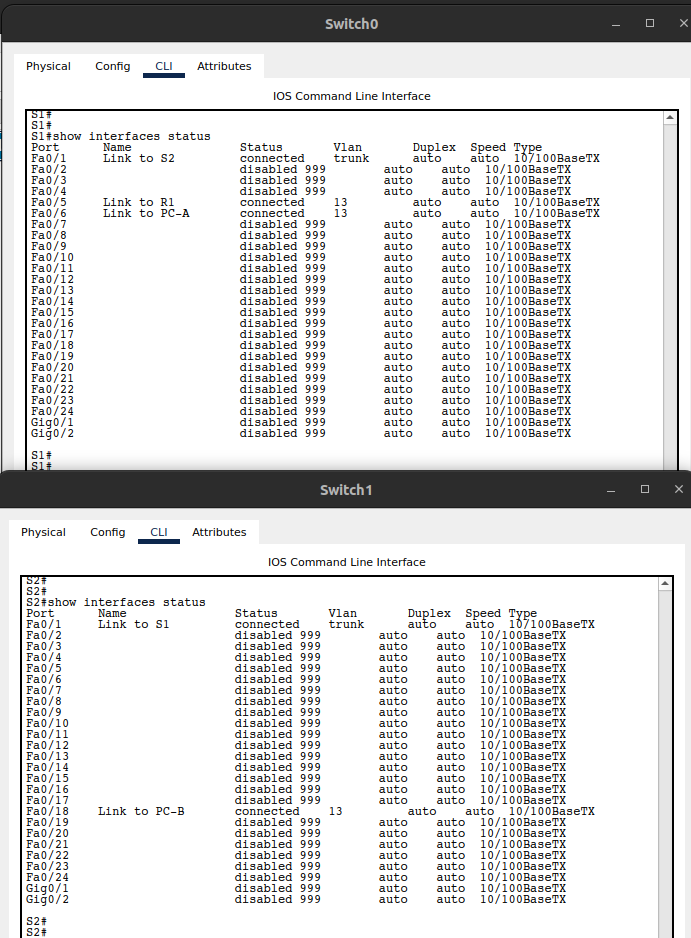 Switch0
Physical Config CLI Attributes
IOS Command Line Interface
S1#
S1#
S1#show interfaces status
Port Name Status Vlan Duplex Speed Type
Fa0/1 Link to S2 connected trunk auto auto 10/100BaseTX
Fa0/2 disabled 999 auto auto 10/100BaseTX
Fa0/3 disabled 999 auto auto 10/100BaseTX
Fa0/4 disabled 999 auto auto 10/100BaseTX
Fa0/5 Link to R1 connected 13 auto auto 10/100BaseTX
Fa0/6 Link to PC-A connected 13 auto auto 10/100BaseTX
Fa0/7 disabled 999 auto auto 10/100BaseTX
Fa0/8 disabled 999 auto auto 10/100BaseTX
Fa0/9 disabled 999 auto auto 10/100BaseTX
Fa0/10 disabled 999 auto auto 10/100BaseTX
Fa0/11 disabled 999 auto auto 10/100BaseTX
Fa0/12 disabled 999 auto auto 10/100BaseTX
Fa0/13 disabled 999 auto auto 10/100BaseTX
Fa0/14 disabled 999 auto auto 10/100BaseTX
Fa0/15 disabled 999 auto auto 10/100BaseTX
Fa0/16 disabled 999 auto auto 10/100BaseTX
Fa0/17 disabled 999 auto auto 10/100BaseTX
Fa0/18 disabled 999 auto auto 10/100BaseTX
Fa0/19 disabled 999 auto auto 10/100BaseTX
Fa0/20 disabled 999 auto auto 10/100BaseTX
Fa0/21 disabled 999 auto auto 10/100BaseTX
Fa0/22 disabled 999 auto auto 10/100BaseTX
Fa0/23 disabled 999 auto auto 10/100BaseTX
Fa0/24 disabled 999 auto auto 10/100BaseTX
Gig0/1 disabled 999 auto auto 10/100BaseTX
Gig0/2 disabled 999 auto auto 10/100BaseTX
S1#
S1#
Switch1
Physical Config CLI Attributes
IOS Command Line Interface
S2#
S2#
S2#show interfaces status
Port Name Status Vlan Duplex Speed Type
Fa0/1 Link to S1 connected trunk auto auto 10/100BaseTX
Fa0/2 disabled 999 auto auto 10/100BaseTX
Fa0/3 disabled 999 auto auto 10/100BaseTX
Fa0/4 disabled 999 auto auto 10/100BaseTX
Fa0/5 disabled 999 auto auto 10/100BaseTX
Fa0/6 disabled 999 auto auto 10/100BaseTX
Fa0/7 disabled 999 auto auto 10/100BaseTX
Fa0/8 disabled 999 auto auto 10/100BaseTX
Fa0/9 disabled 999 auto auto 10/100BaseTX
Fa0/10 disabled 999 auto auto 10/100BaseTX
Fa0/11 disabled 999 auto auto 10/100BaseTX
Fa0/12 disabled 999 auto auto 10/100BaseTX
Fa0/13 disabled 999 auto auto 10/100BaseTX
Fa0/14 disabled 999 auto auto 10/100BaseTX
Fa0/15 disabled 999 auto auto 10/100BaseTX
Fa0/16 disabled 999 auto auto 10/100BaseTX
Fa0/17 disabled 999 auto auto 10/100BaseTX
Fa0/18 Link to PC-B connected 13 auto auto 10/100BaseTX
Fa0/19 disabled 999 auto auto 10/100BaseTX
Fa0/20 disabled 999 auto auto 10/100BaseTX
Fa0/21 disabled 999 auto auto 10/100BaseTX
Fa0/22 disabled 999 auto auto 10/100BaseTX
Fa0/23 disabled 999 auto auto 10/100BaseTX
Fa0/24 disabled 999 auto auto 10/100BaseTX
Gig0/1 disabled 999 auto auto 10/100BaseTX
Gig0/2 disabled 999 auto auto 10/100BaseTX
S2#
S2#